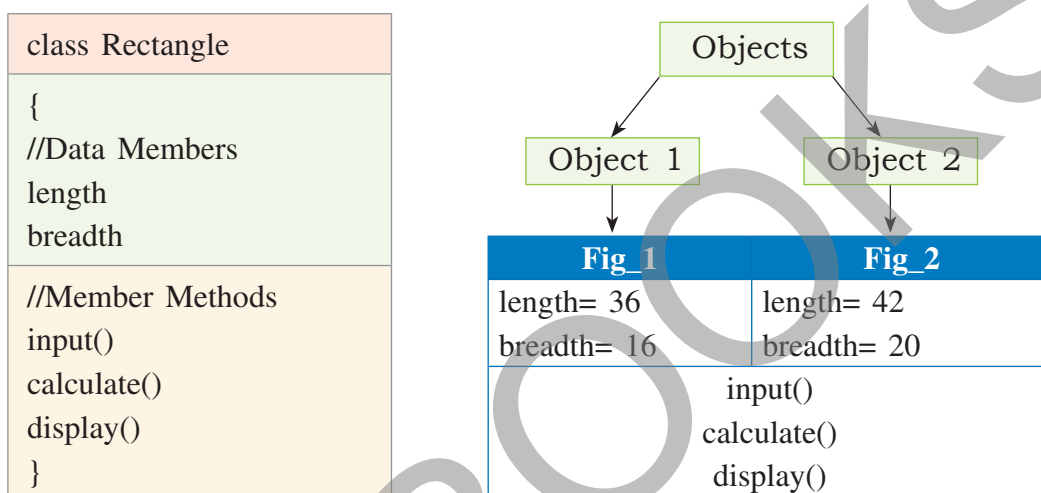 class Rectangle
{
//Data Members
length
breadth
//Member Methods
input()
calculate()
display()
}
Objects
Object 1
Object 2
Fig_1
Fig_2
length= 36
breadth= 16
length= 42
breadth= 20
input()
calculate()
display()
OOKS